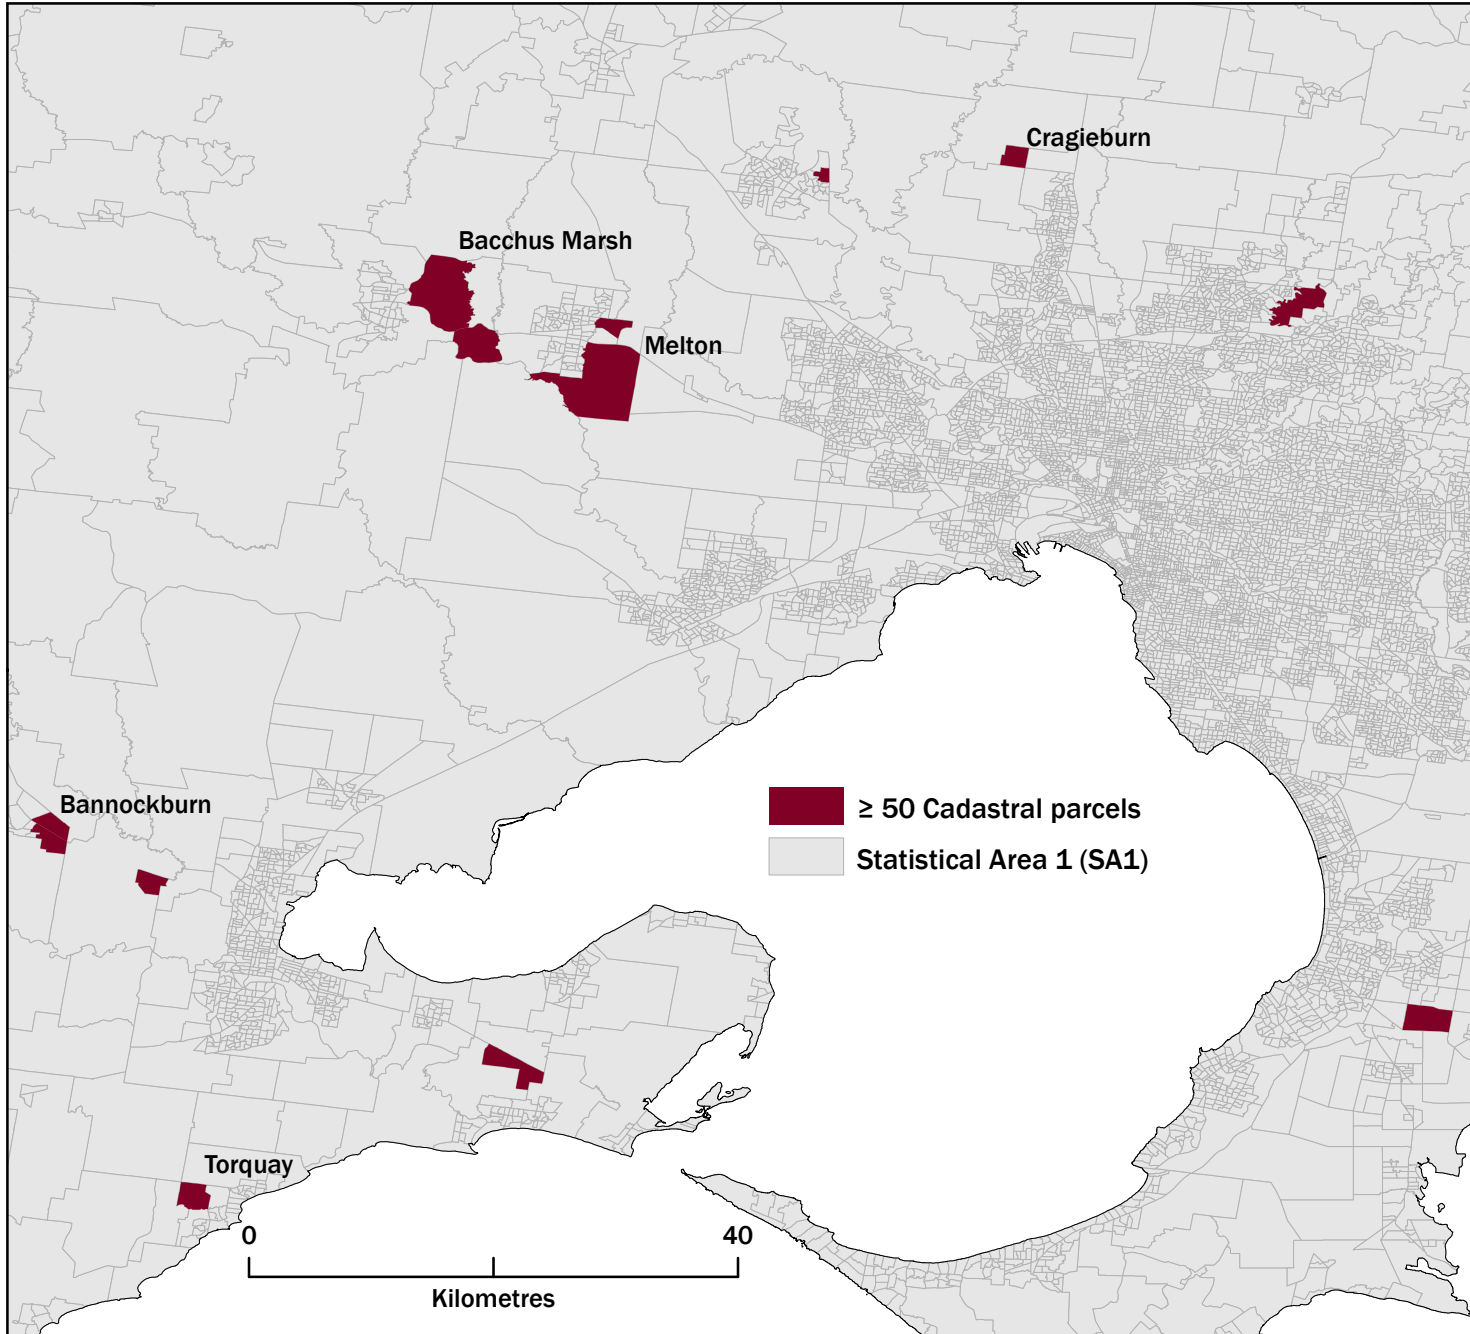 Cragieburn
Bacchus Marsh
Melton
Bannockburn
≥ 50 Cadastral parcels
Statistical Area 1 (SA1)
Torquay
0 40
Kilometres